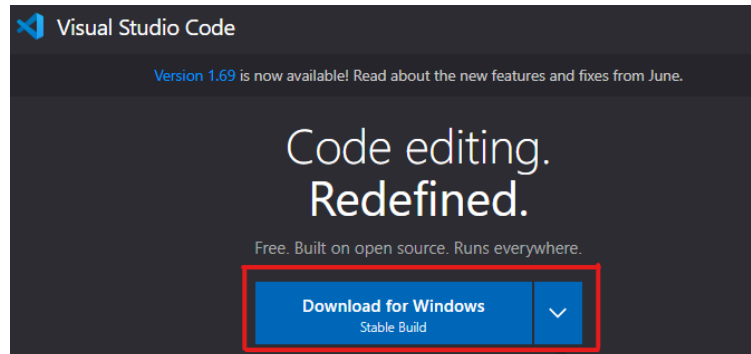 Visual Studio Code
Version 1.69 is now available! Read about the new features and fixes from June.
Code editing.
Redefined.
Free. Built on open source. Runs everywhere.
Download for Windows
Stable Build